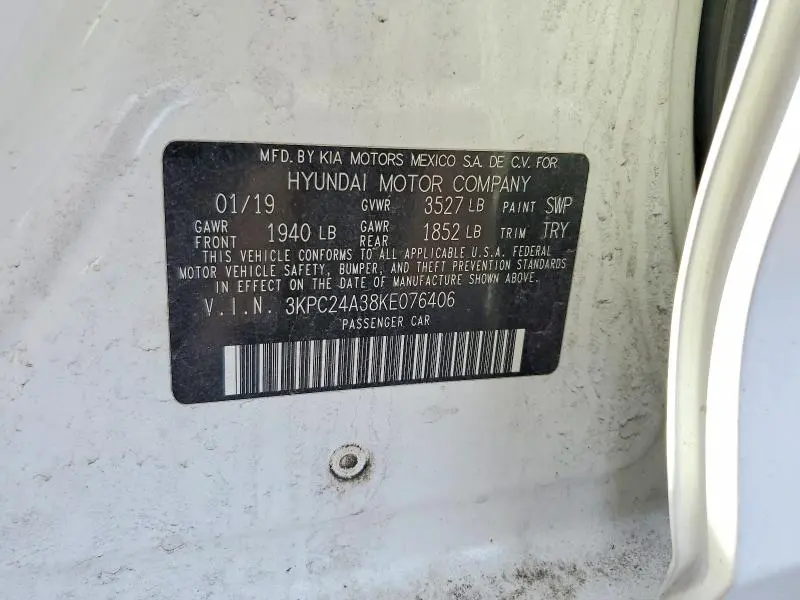 MFD. BY KIA MOTORS MEXICO S.A. DE C.V. FOR
HYUNDAI MOTOR COMPANY
01/19 GVWR 3527 LB PAINT SWP
GAWR FRONT 1940 LB GAWR REAR 1852 LB TRIM TRY
THIS VEHICLE CONFORMS TO ALL APPLICABLE U.S.A. FEDERAL
MOTOR VEHICLE SAFETY, BUMPER, AND THEFT PREVENTION STANDARDS
IN EFFECT ON THE DATE OF MANUFACTURE SHOWN ABOVE.
V.I.N. 3KPC24A38KE076406
PASSENGER CAR